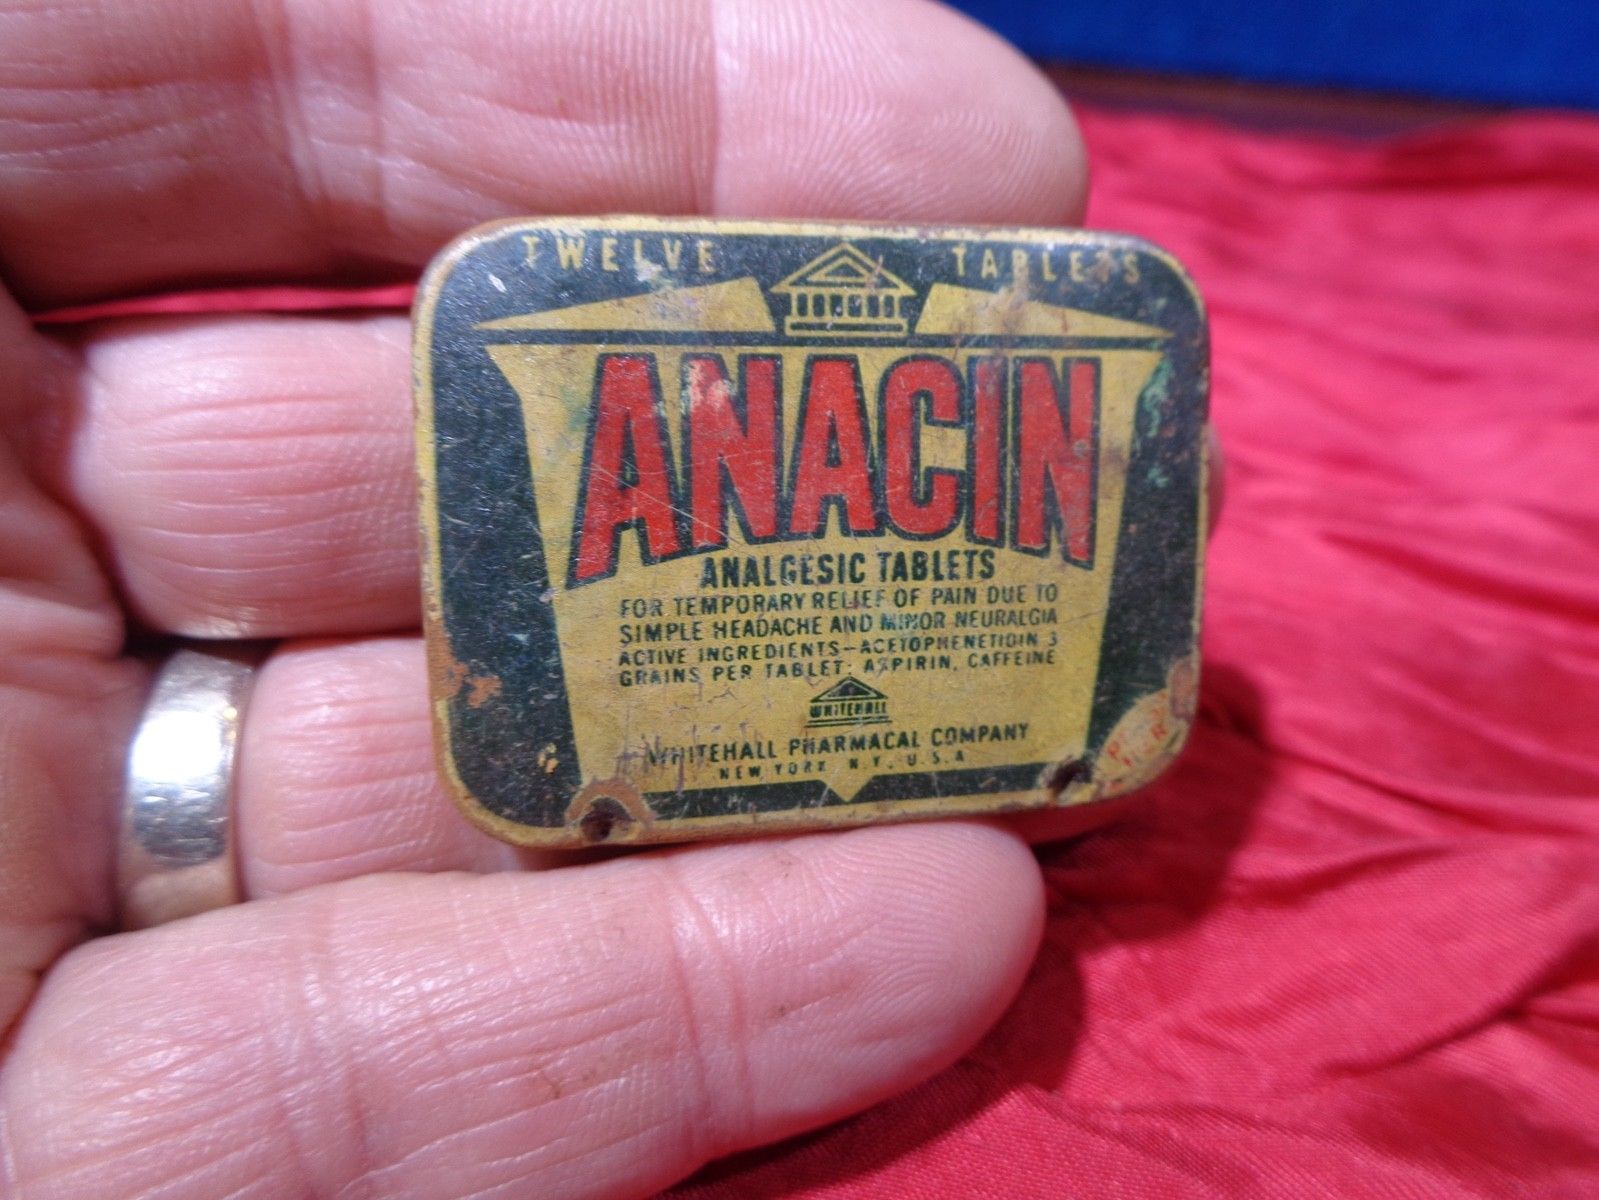 TWELVE TABLETS
ANACIN
ANALGESIC TABLETS
FOR TEMPORARY RELIEF OF PAIN DUE TO
SIMPLE HEADACHE AND MINOR NEURALGIA
ACTIVE INGREDIENTS—ACETOPHENETIDIN 3
GRAINS PER TABLET; ASPIRIN, CAFFEINE
WHITEHALL
WHITEHALL PHARMACAL COMPANY
NEW YORK N.Y. U.S.A